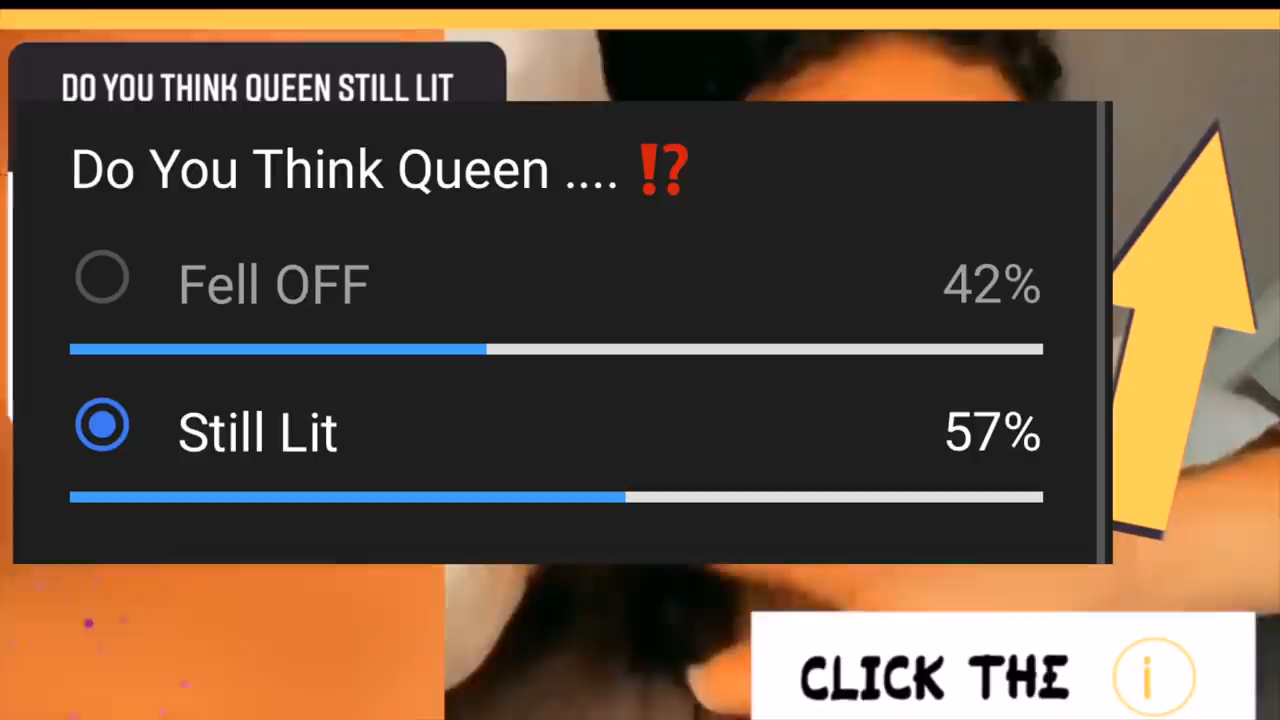 DO YOU THINK QUEEN STILL LIT
Do You Think Queen .... ⁉️
Fell OFF 42%
Still Lit 57%
CLICK THE i